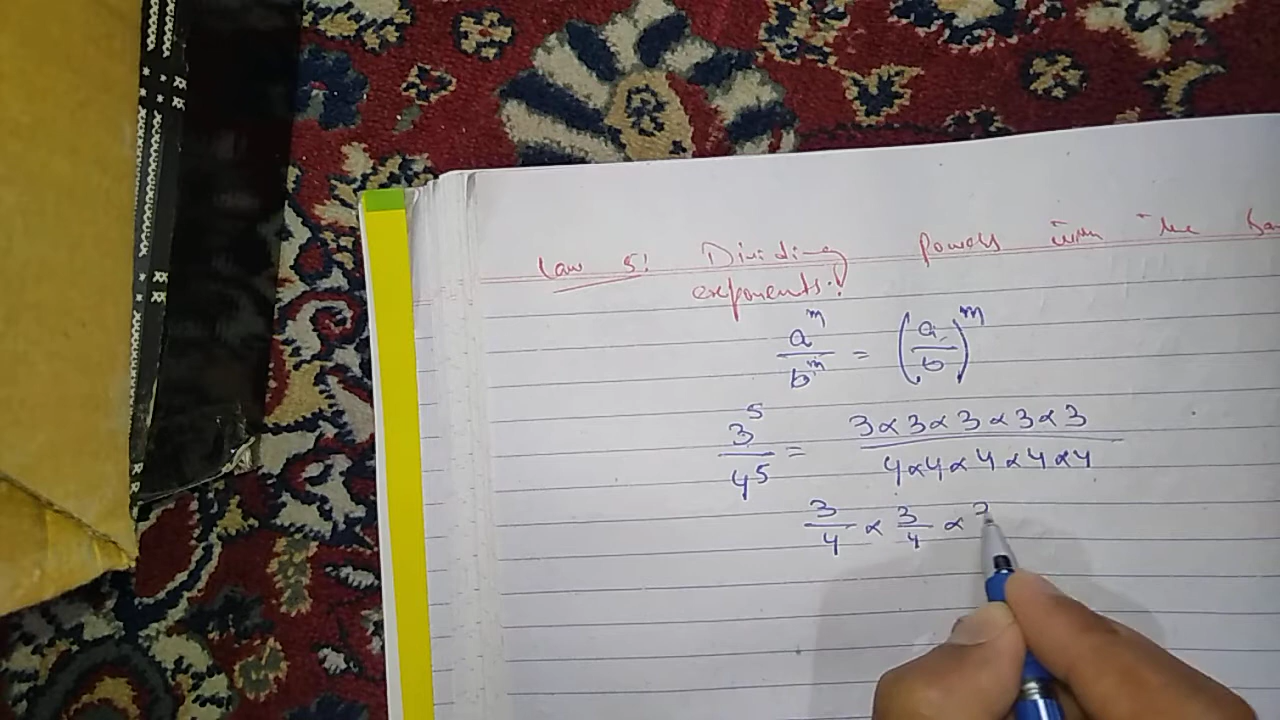 Law 5! Dividing Powers with the
exponents:!
a^m / b^m = (a/b)^m
3^5 / 4^5 = 3×3×3×3×3 / 4×4×4×4×4
3/4 × 3/4 × 3